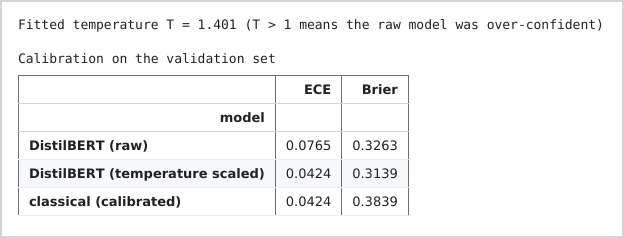 Fitted temperature T = 1.401 (T > 1 means the raw model was over-confident)
Calibration on the validation set
ECE Brier
model
DistilBERT (raw) 0.0765 0.3263
DistilBERT (temperature scaled) 0.0424 0.3139
classical (calibrated) 0.0424 0.3839